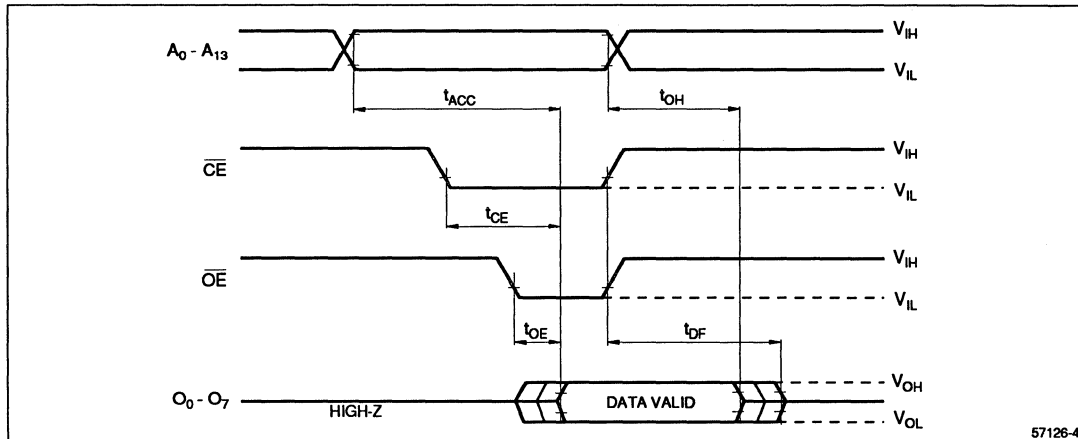 A0 - A13
VIH
VIL
tACC
tOH
CE
VIH
VIL
tCE
OE
VIH
VIL
tOE
tDF
O0 - O7
HIGH-Z
DATA VALID
VOH
VOL
57126-4